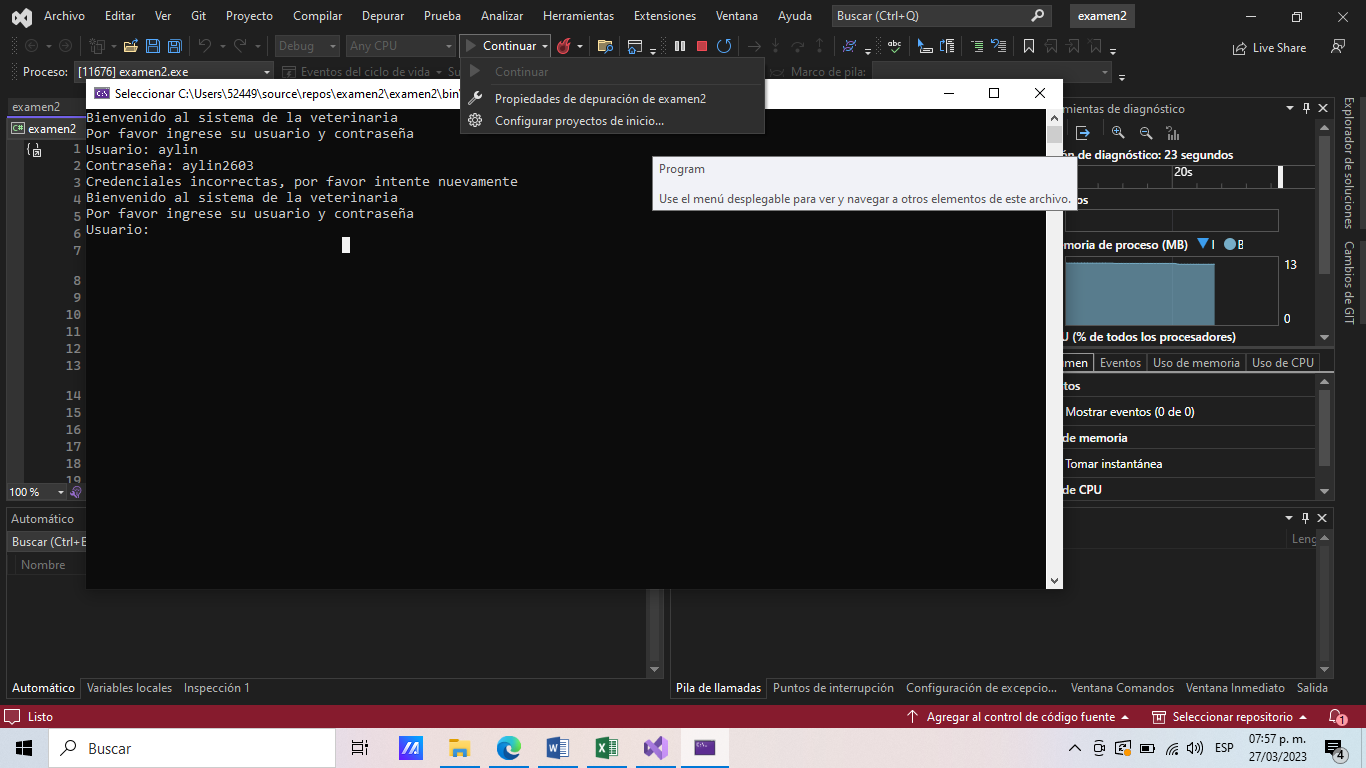 Archivo Editar Ver Git Proyecto Compilar Depurar Prueba Analizar Herramientas Extensiones Ventana Ayuda Buscar (Ctrl+Q) examen2
Debug Any CPU Continuar Live Share
Proceso: [11676] examen2.exe Eventos del ciclo de vida Marco de pila:
Continuar
Propiedades de depuración de examen2
Configurar proyectos de inicio...
Seleccionar C:\Users\52449\source\repos\examen2\examen2\bin\
Bienvenido al sistema de la veterinaria
Por favor ingrese su usuario y contraseña
Usuario: aylin
Contraseña: aylin2603
Credenciales incorrectas, por favor intente nuevamente
Bienvenido al sistema de la veterinaria
Por favor ingrese su usuario y contraseña
Usuario:
Program
Use el menú desplegable para ver y navegar a otros elementos de este archivo.
examen2
C# examen2
1
2
3
4
5
6
7
8
9
10
11
12
13
14
15
16
17
18
19
100 %
mientas de diagnóstico
de diagnóstico: 23 segundos
20s
os
moria de proceso (MB) I B
13
0
U (% de todos los procesadores)
men Eventos Uso de memoria Uso de CPU
tos
Mostrar eventos (0 de 0)
de memoria
Tomar instantánea
de CPU
Explorador de soluciones
Cambios de GIT
Automático
Buscar (Ctrl+E
Nombre
Leng
Automático Variables locales Inspección 1
Pila de llamadas Puntos de interrupción Configuración de excepcio... Ventana Comandos Ventana Inmediato Salida
Listo Agregar al control de código fuente Seleccionar repositorio 1
Buscar
ESP 07:57 p. m.
27/03/2023
4